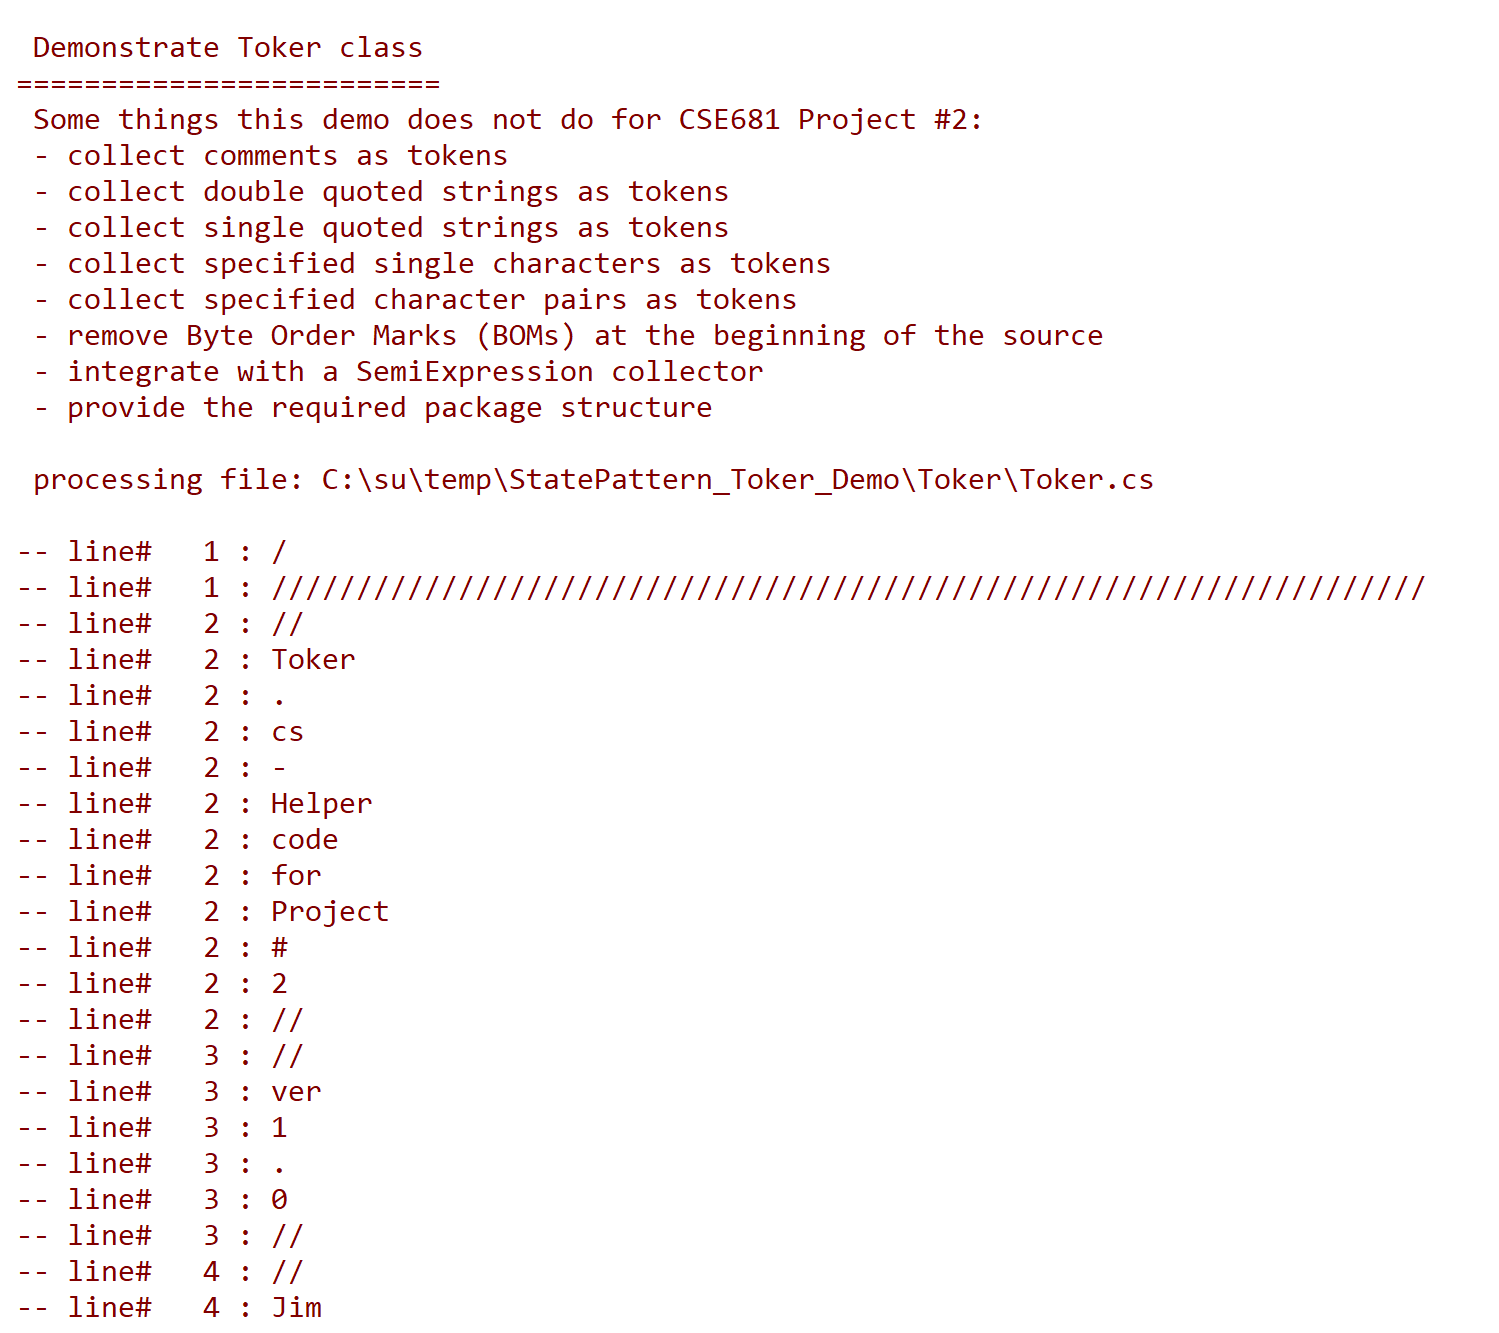 Demonstrate Toker class
=========================
Some things this demo does not do for CSE681 Project #2:
- collect comments as tokens
- collect double quoted strings as tokens
- collect single quoted strings as tokens
- collect specified single characters as tokens
- collect specified character pairs as tokens
- remove Byte Order Marks (BOMs) at the beginning of the source
- integrate with a SemiExpression collector
- provide the required package structure
processing file: C:\su\temp\StatePattern_Toker_Demo\Toker\Toker.cs
-- line#   1 : /
-- line#   1 : ////////////////////////////////////////////////////////////////////
-- line#   2 : //
-- line#   2 : Toker
-- line#   2 : .
-- line#   2 : cs
-- line#   2 : -
-- line#   2 : Helper
-- line#   2 : code
-- line#   2 : for
-- line#   2 : Project
-- line#   2 : #
-- line#   2 : 2
-- line#   2 : //
-- line#   3 : //
-- line#   3 : ver
-- line#   3 : 1
-- line#   3 : .
-- line#   3 : 0
-- line#   3 : //
-- line#   4 : //
-- line#   4 : Jim